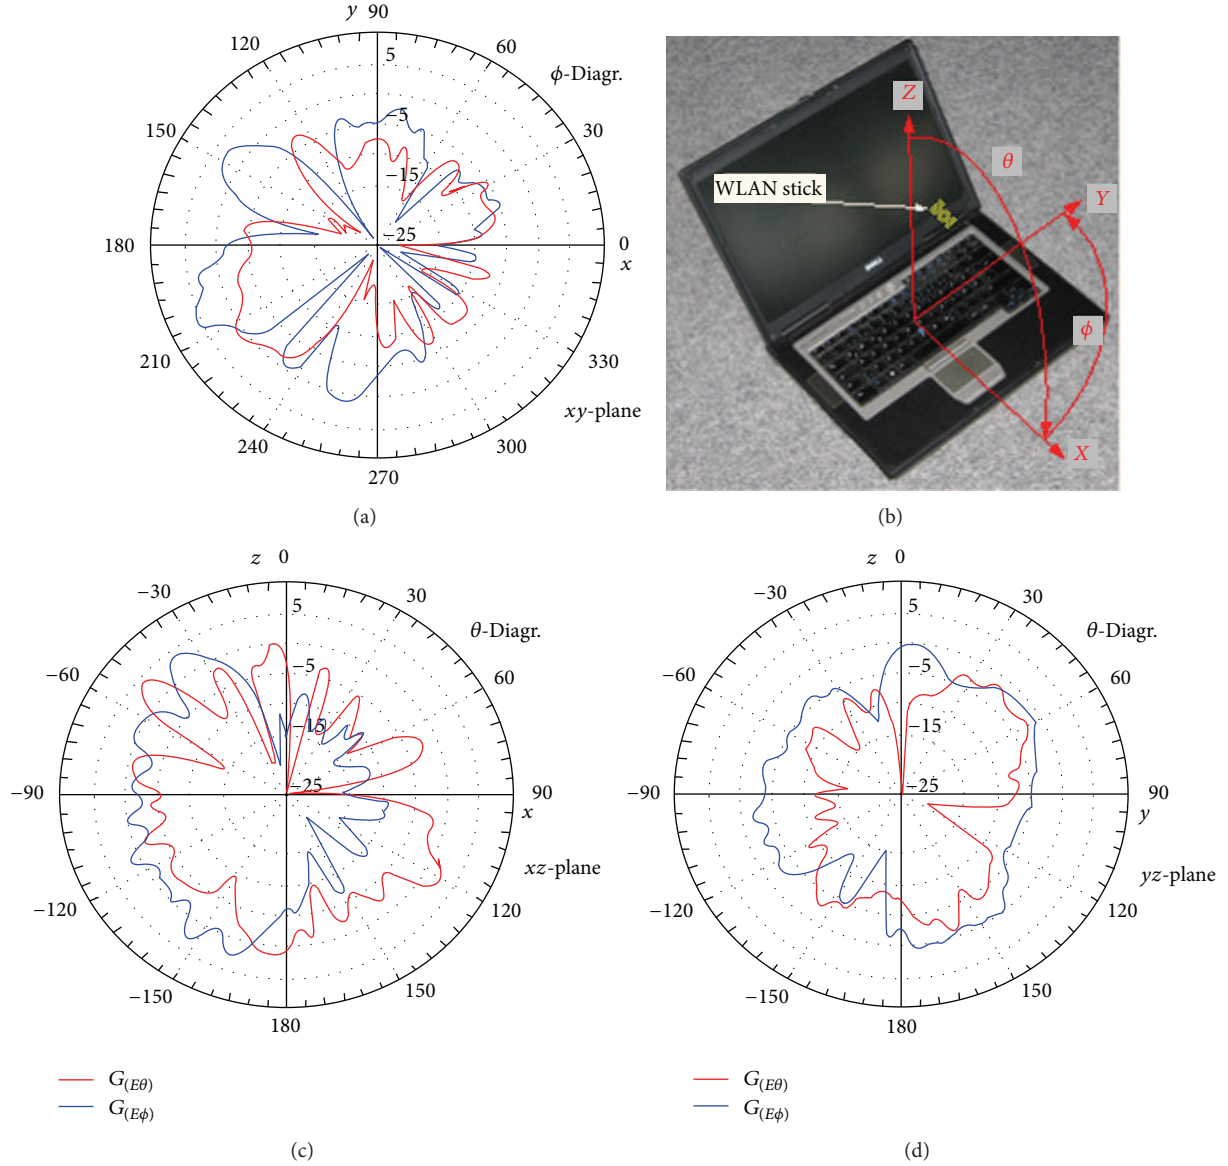 y 90
120
60
5
ϕ-Diagr.
150
30
−5
−15
−25
180
0
x
210
330
xy-plane
240
300
270
(a)
Z
θ
WLAN stick
Y
DELL
ϕ
X
(b)
z 0
−30
30
5
θ-Diagr.
−60
60
−5
−15
−25
−90
90
x
xz-plane
−120
120
−150
150
180
G(Eθ)
G(Eϕ)
(c)
z 0
−30
30
5
θ-Diagr.
−60
60
−5
−15
−25
−90
90
y
yz-plane
−120
120
−150
150
180
G(Eθ)
G(Eϕ)
(d)